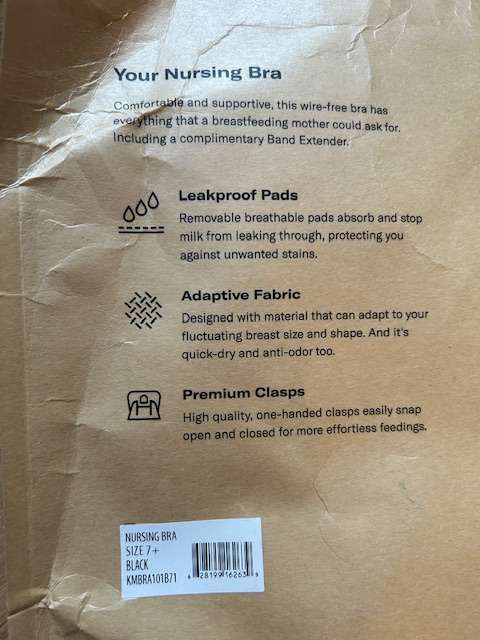 Your Nursing Bra
Comfortable and supportive, this wire-free bra has
everything that a breastfeeding mother could ask for.
Including a complimentary Band Extender.
Leakproof Pads
Removable breathable pads absorb and stop
milk from leaking through, protecting you
against unwanted stains.
Adaptive Fabric
Designed with material that can adapt to your
fluctuating breast size and shape. And it's
quick-dry and anti-odor too.
Premium Clasps
High quality, one-handed clasps easily snap
open and closed for more effortless feedings.
NURSING BRA
SIZE 7+
BLACK
KMBRA101B71
6 28199 16263 9